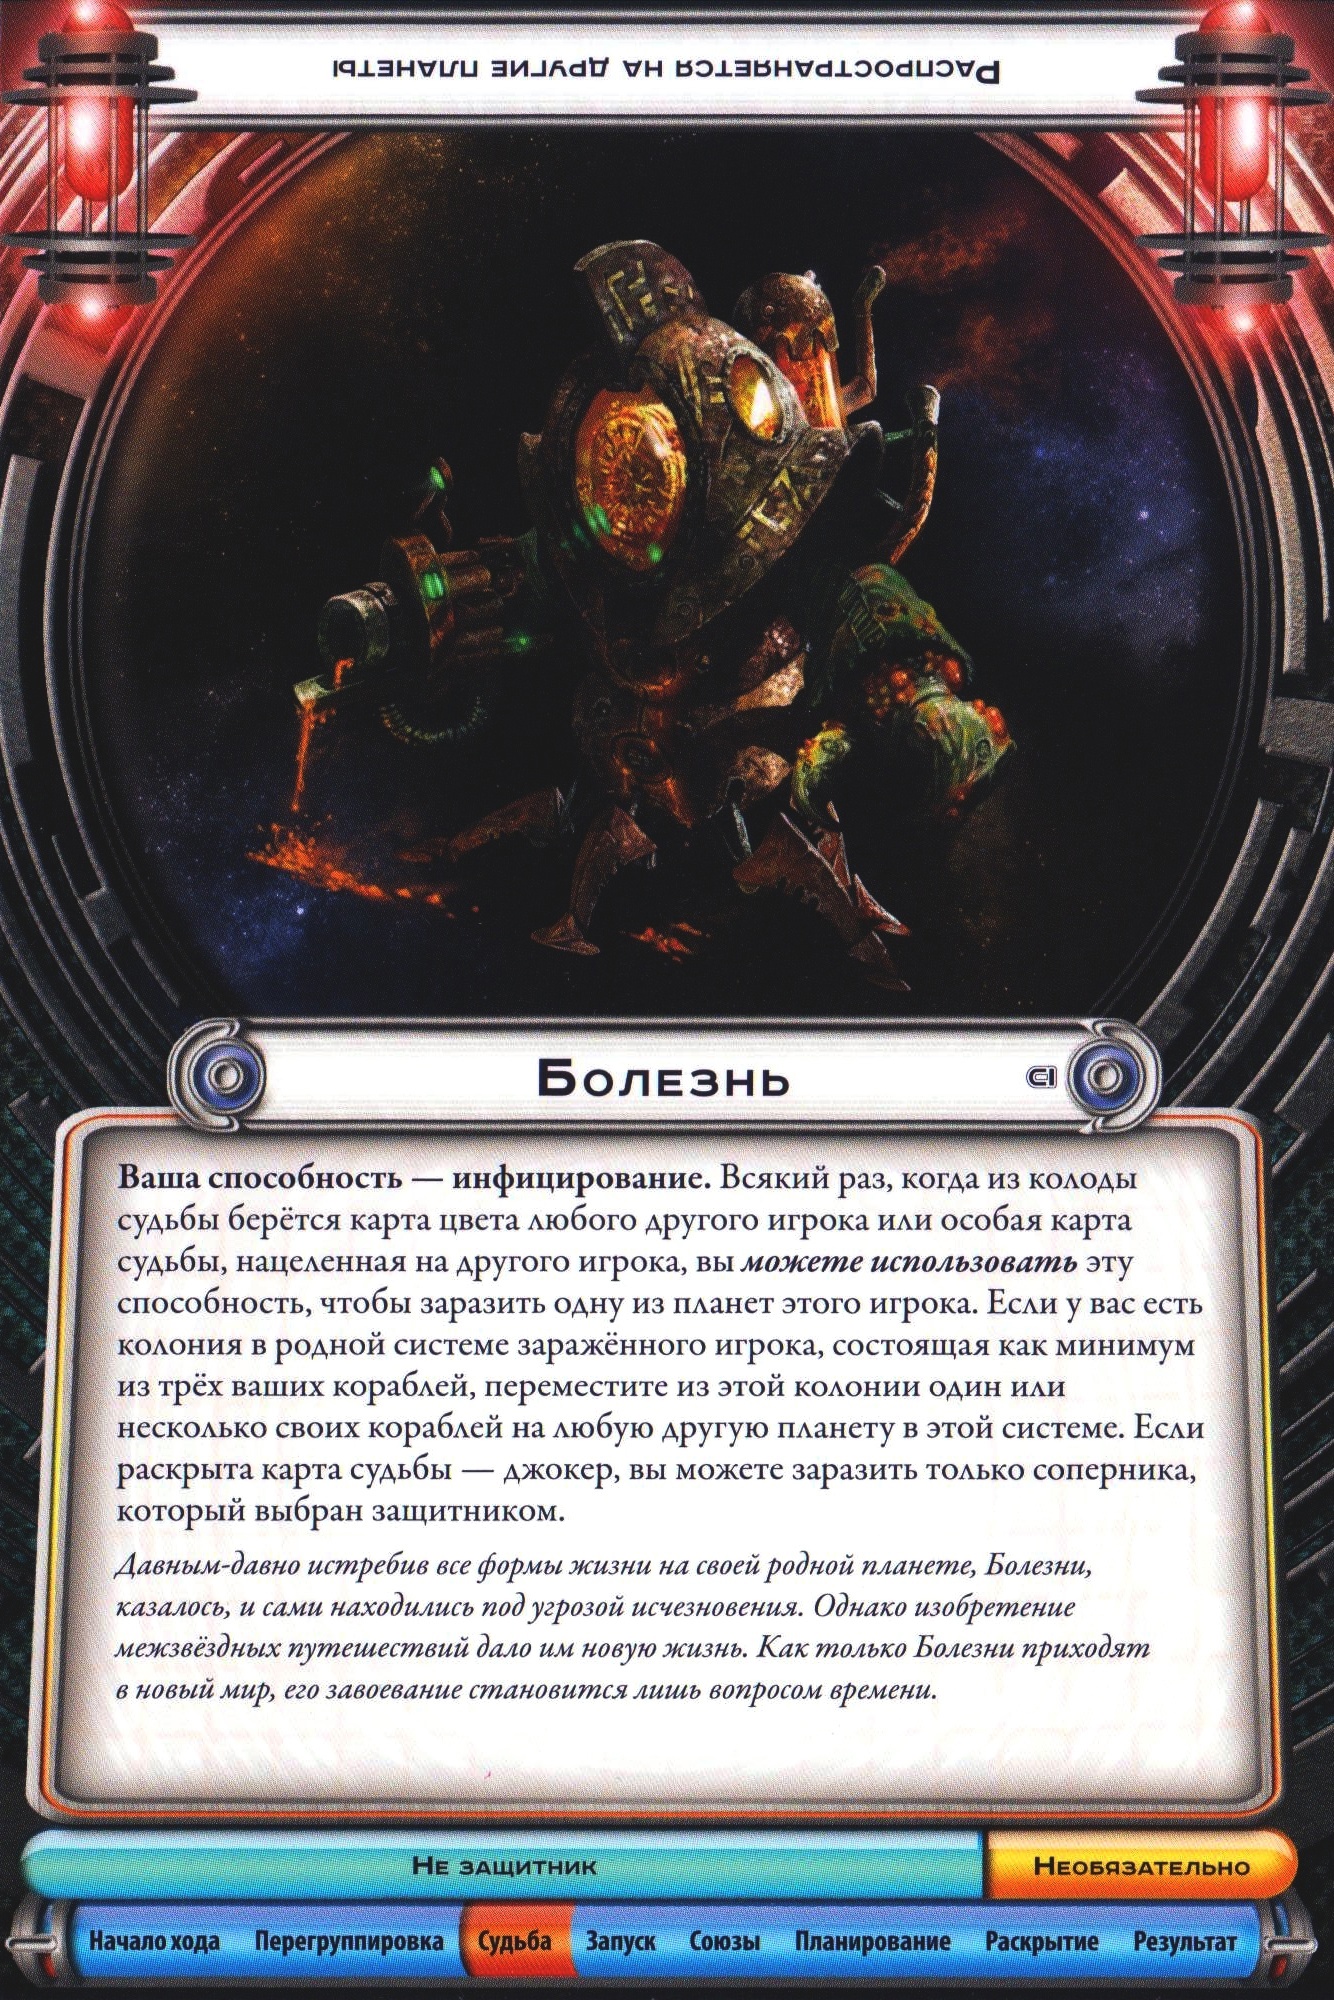 Распространяется на другие планеты
Болезнь
CI
Ваша способность — инфицирование. Всякий раз, когда из колоды
судьбы берётся карта цвета любого другого игрока или особая карта
судьбы, нацеленная на другого игрока, вы можете использовать эту
способность, чтобы заразить одну из планет этого игрока. Если у вас есть
колония в родной системе заражённого игрока, состоящая как минимум
из трёх ваших кораблей, переместите из этой колонии один или
несколько своих кораблей на любую другую планету в этой системе. Если
раскрыта карта судьбы — джокер, вы можете заразить только соперника,
который выбран защитником.
Давным-давно истребив все формы жизни на своей родной планете, Болезни,
казалось, и сами находились под угрозой исчезновения. Однако изобретение
межзвёздных путешествий дало им новую жизнь. Как только Болезни приходят
в новый мир, его завоевание становится лишь вопросом времени.
Не защитник Необязательно
Начало хода Перегруппировка Судьба Запуск Союзы Планирование Раскрытие Результат